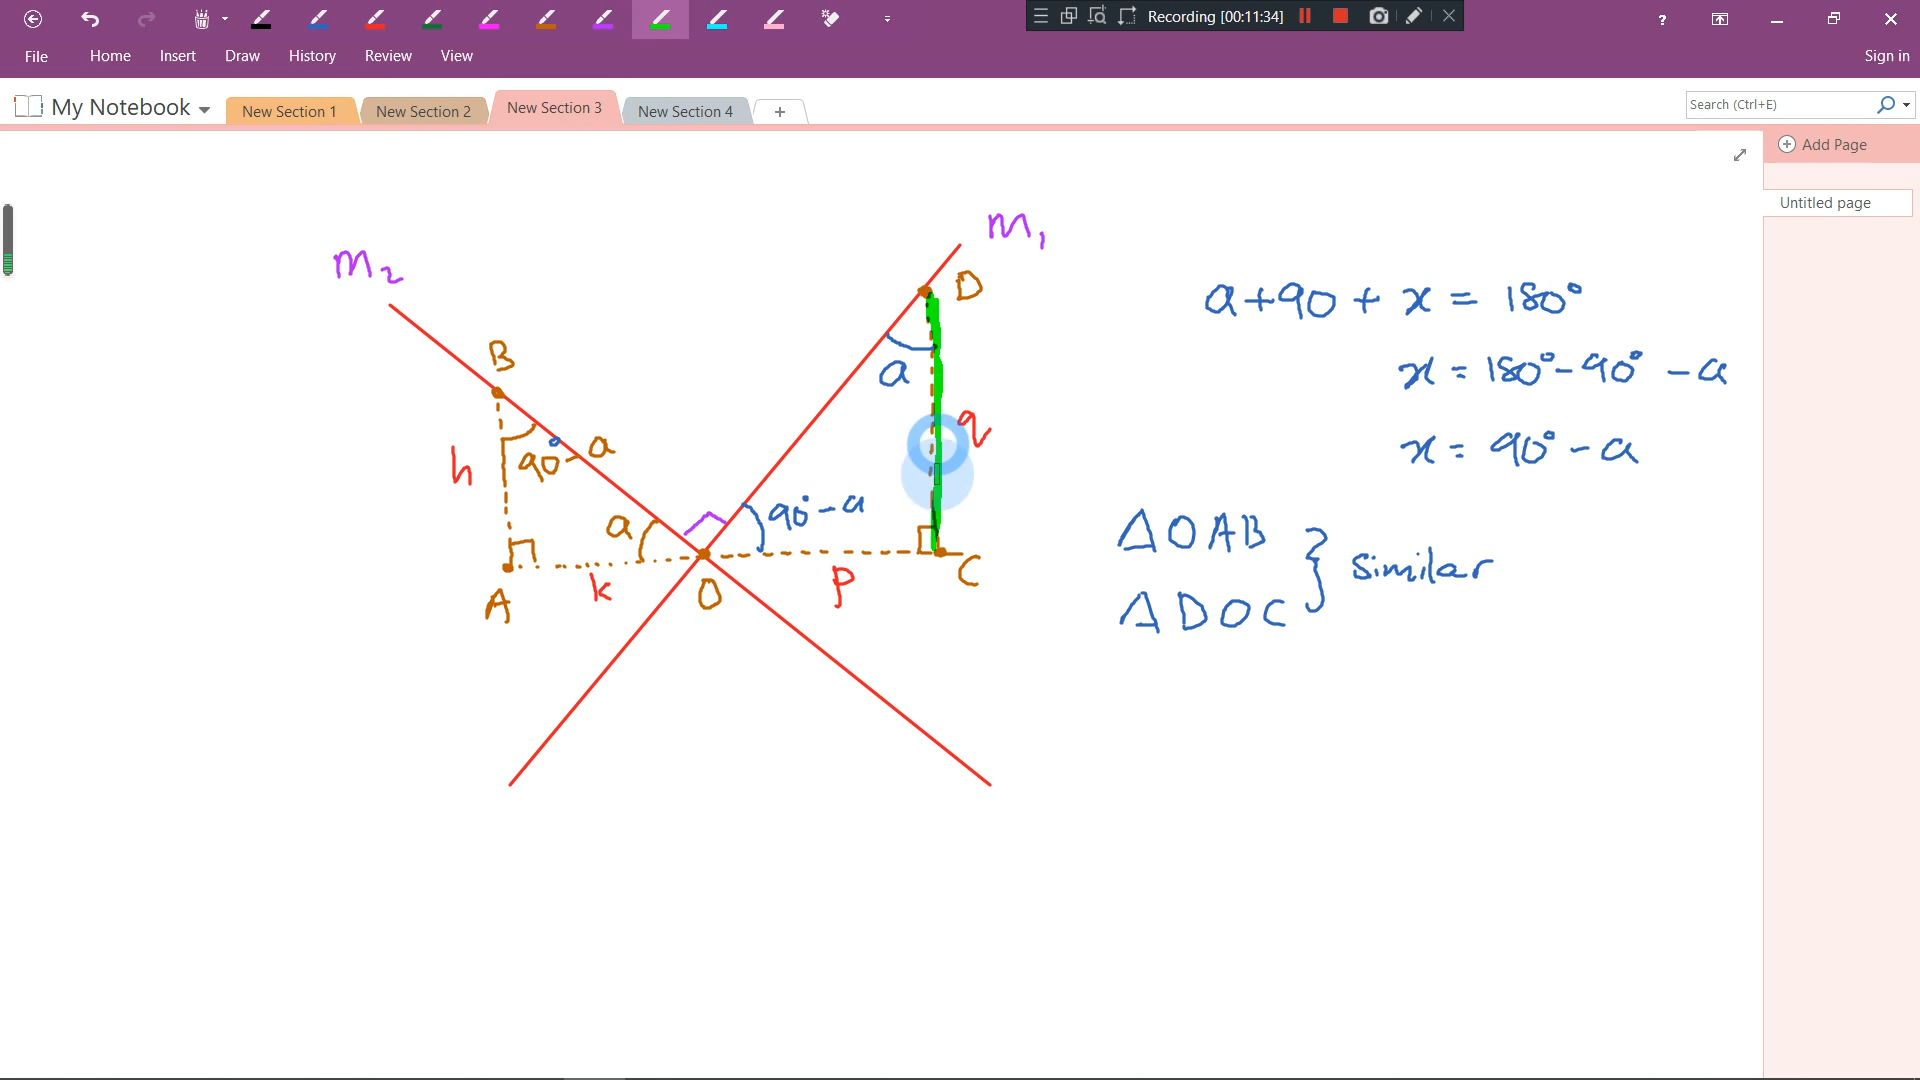 Recording [00:11:34]
?
File
Home
Insert
Draw
History
Review
View
Sign in
My Notebook
New Section 1
New Section 2
New Section 3
New Section 4
+
Search (Ctrl+E)
Add Page
Untitled page
m₁
m₂
D
B
a
q
h
90° - a
a
90° - a
A
k
O
p
C
a + 90 + x = 180°
x = 180° - 90° - a
x = 90° - a
△OAB
△DOC
} similar